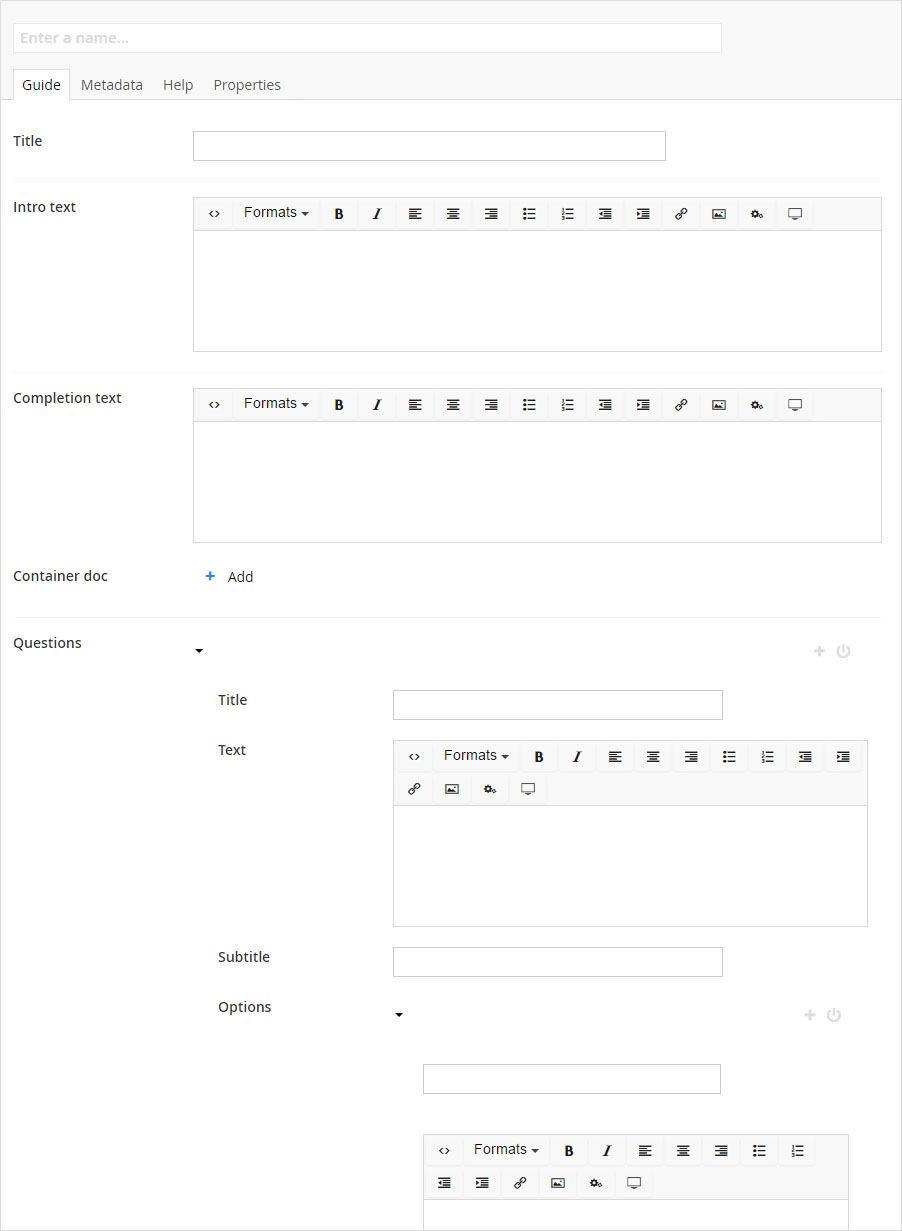 Enter a name...
Guide Metadata Help Properties
Title
Intro text
Formats B I
Completion text
Formats B I
Container doc
+ Add
Questions
Title
Text
Formats B I
Subtitle
Options
Formats B I